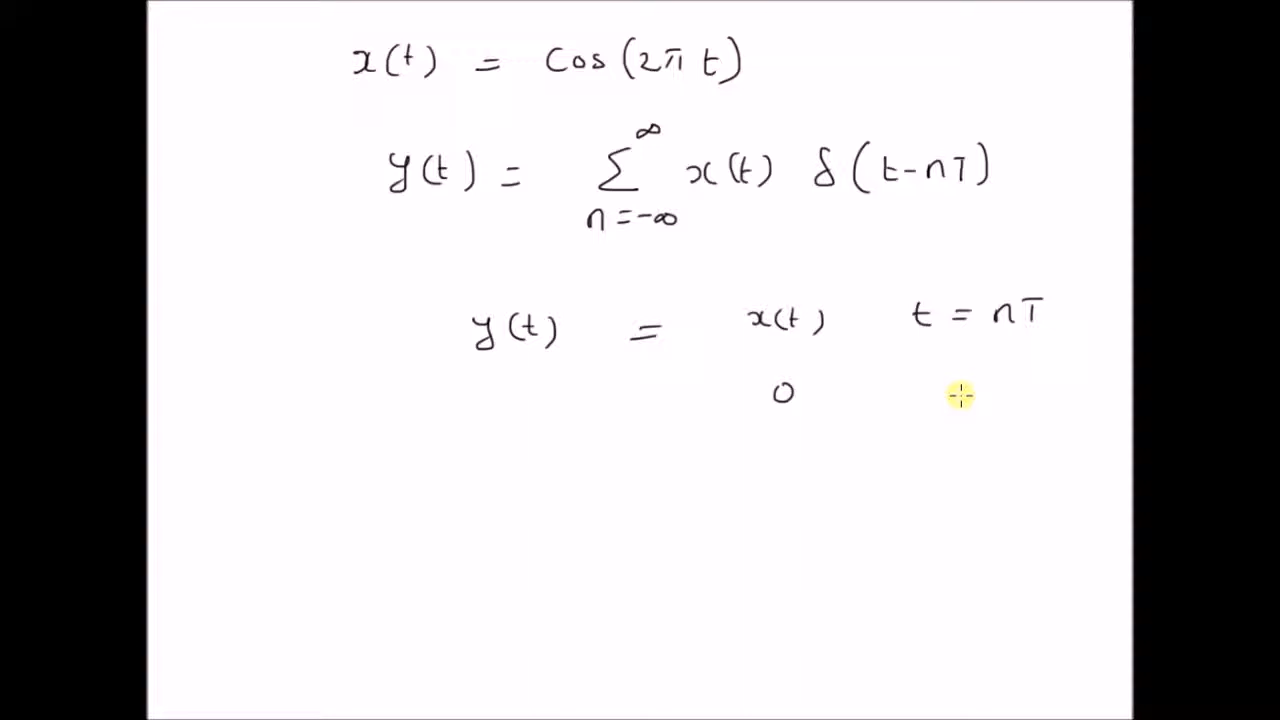 x(t) = Cos(2π t)
∞
y(t) = ∑ x(t) δ(t-nT)
n=-∞
y(t) = x(t) t = nT
0